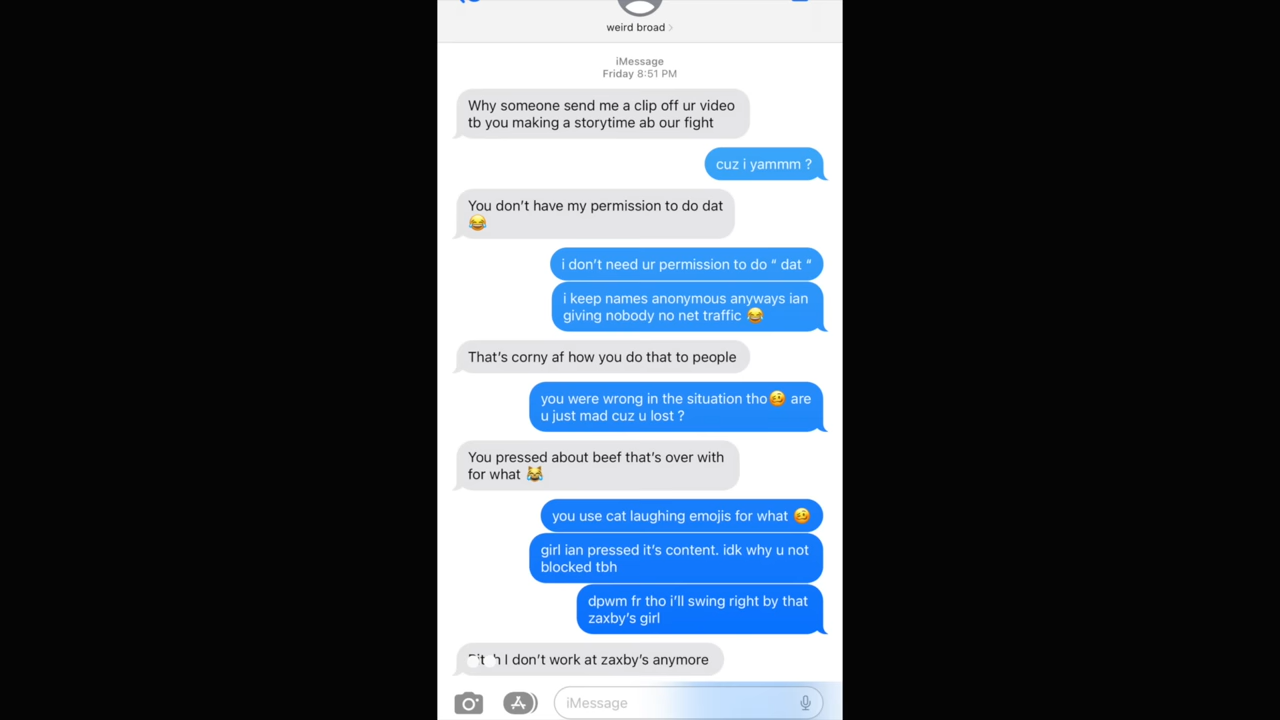 weird broad
iMessage
Friday 8:51 PM
Why someone send me a clip off ur video
tb you making a storytime ab our fight
cuz i yammm ?
You don’t have my permission to do dat
😂
i don’t need ur permission to do “ dat “
i keep names anonymous anyways ian
giving nobody no net traffic 😂
That’s corny af how you do that to people
you were wrong in the situation tho🥴 are
u just mad cuz u lost ?
You pressed about beef that’s over with
for what 😹
you use cat laughing emojis for what 🥴
girl ian pressed it’s content. idk why u not
blocked tbh
dpwm fr tho i’ll swing right by that
zaxby’s girl
I don’t work at zaxby’s anymore
iMessage